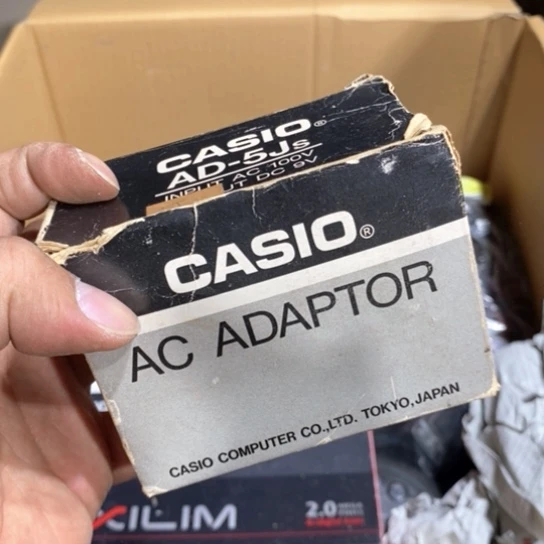 CASIO®
AD-5Js
INPUT AC 100V
UT DC 9V
CASIO®
AC ADAPTOR
CASIO COMPUTER CO.,LTD. TOKYO,JAPAN
XILIM
2.0